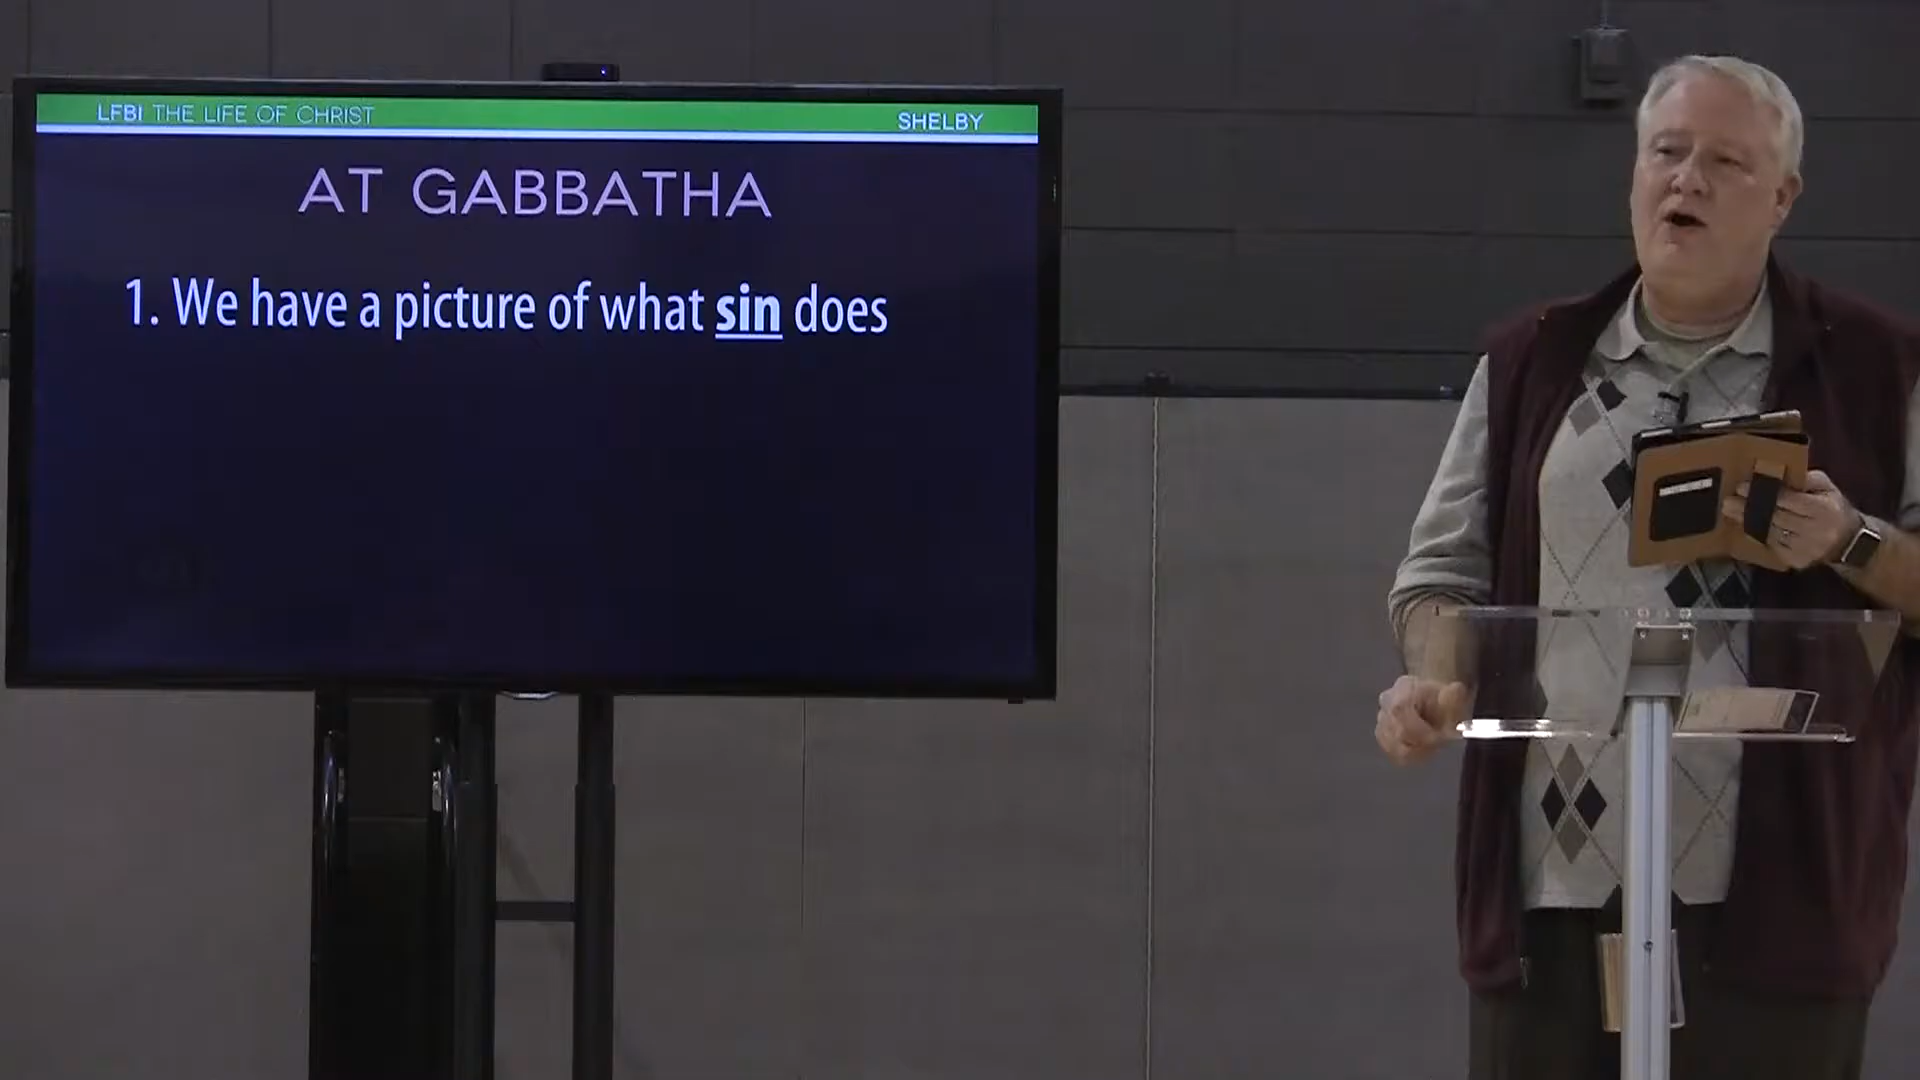 LFBI THE LIFE OF CHRIST
SHELBY
AT GABBATHA
1. We have a picture of what sin does